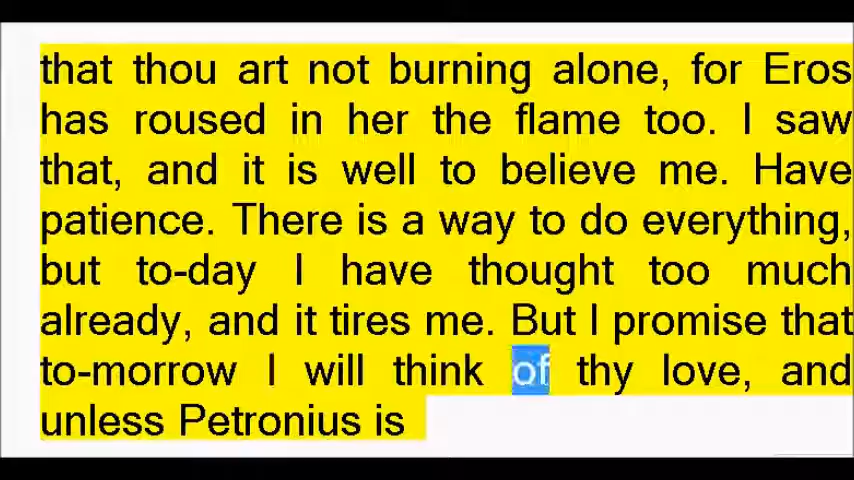 that thou art not burning alone, for Eros
has roused in her the flame too. I saw
that, and it is well to believe me. Have
patience. There is a way to do everything,
but to-day I have thought too much
already, and it tires me. But I promise that
to-morrow I will think of thy love, and
unless Petronius is